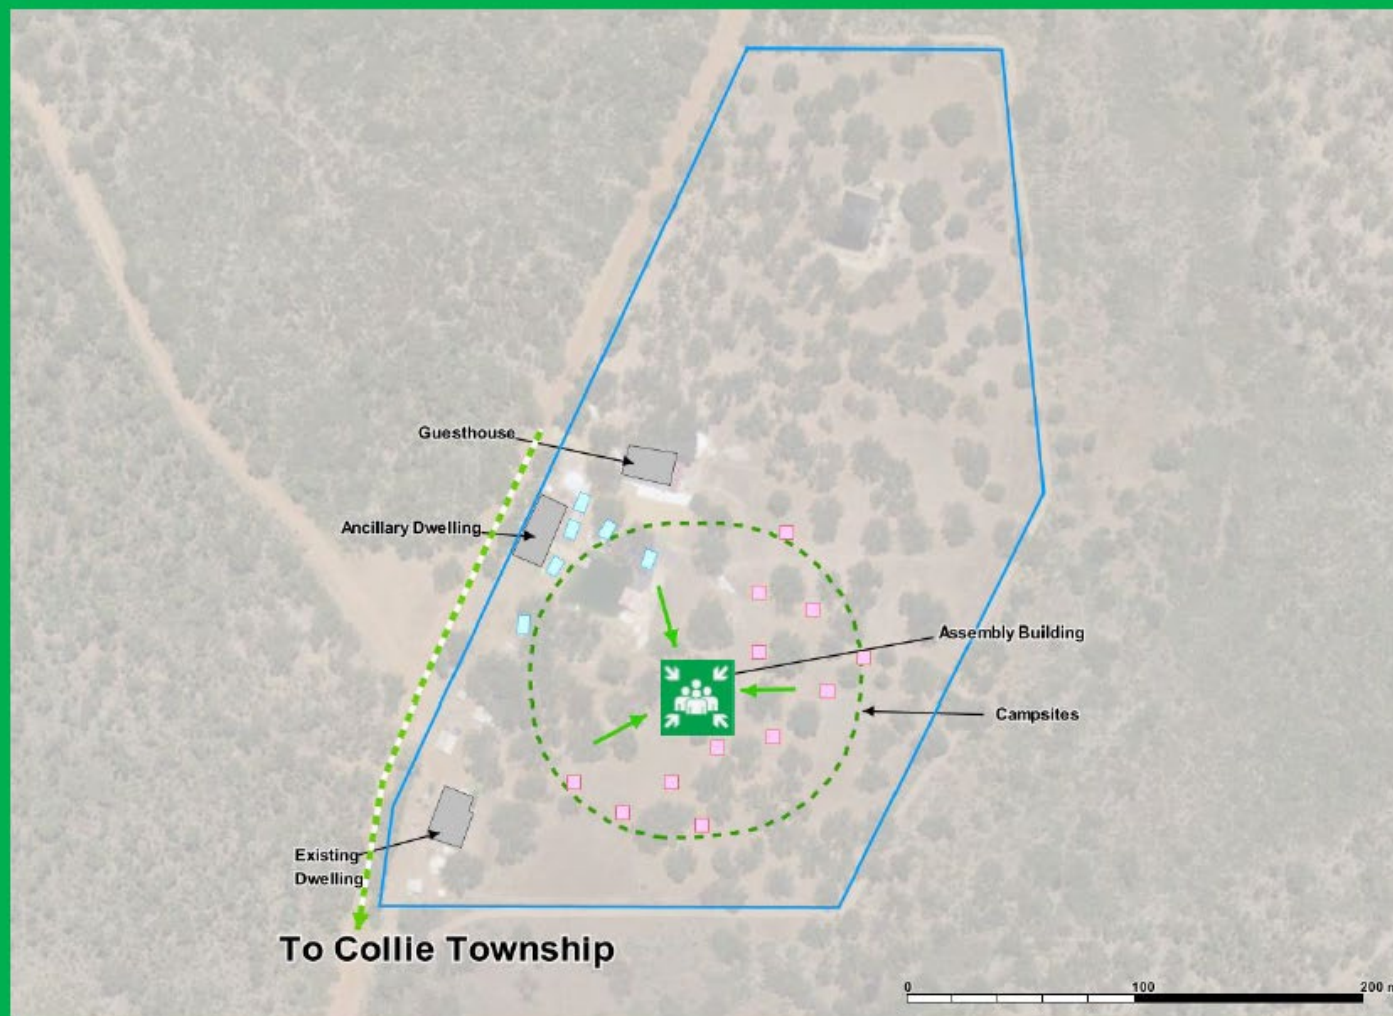 Guesthouse
Ancillary Dwelling
Assembly Building
Campsites
Existing
Dwelling
To Collie Township
0 100 200 m